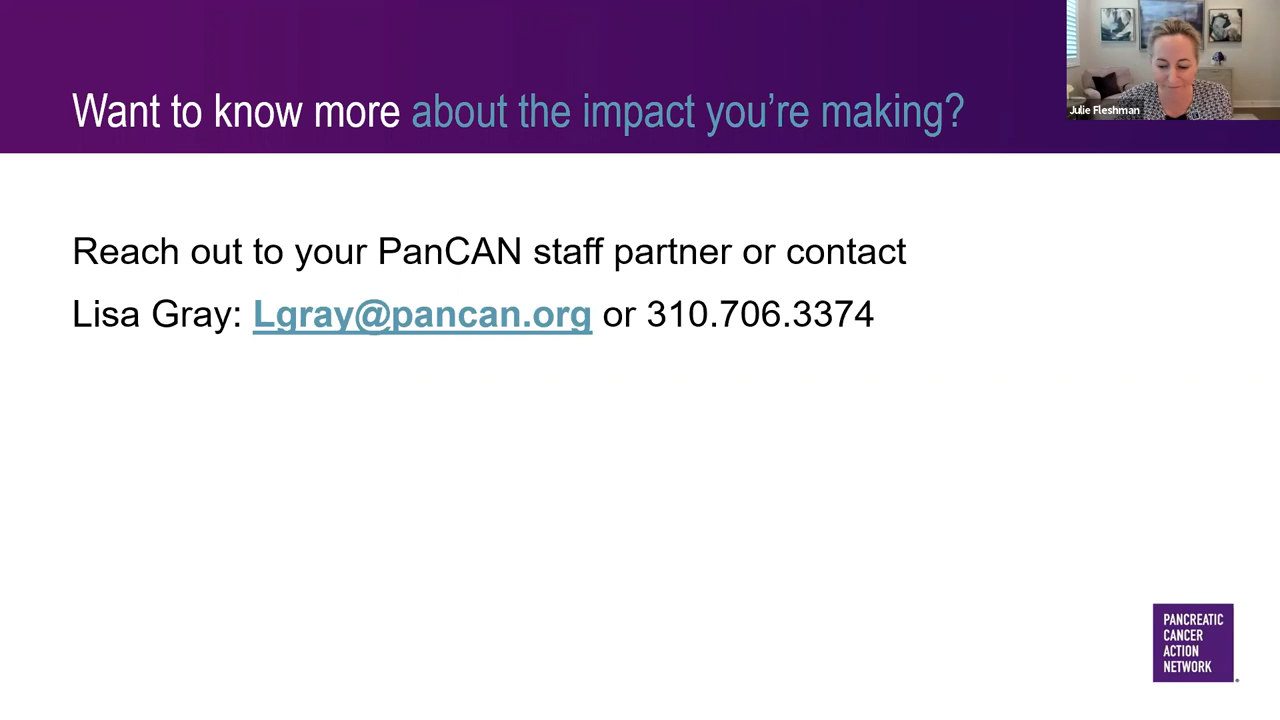 Want to know more about the impact you're making?
Julie Fleshman
Reach out to your PanCAN staff partner or contact
Lisa Gray: Lgray@pancan.org or 310.706.3374
PANCREATIC
CANCER
ACTION
NETWORK
®